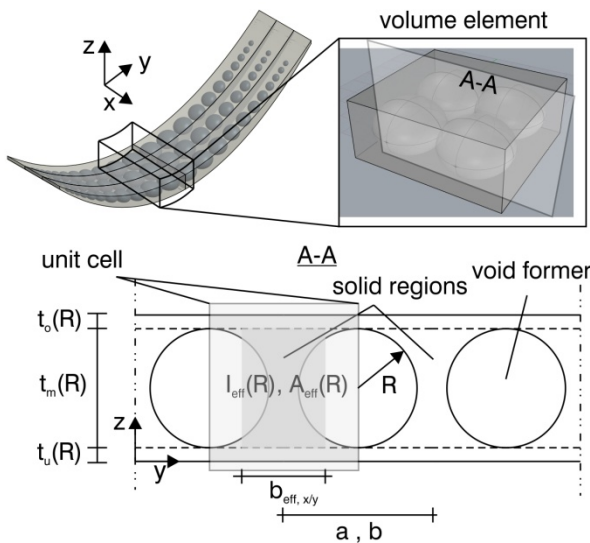 volume element
z
y
x
A-A
unit cell
A-A
solid regions
void former
t_o(R)
t_m(R)
t_u(R)
I_eff(R), A_eff(R)
R
z
y
b_eff, x/y
a , b